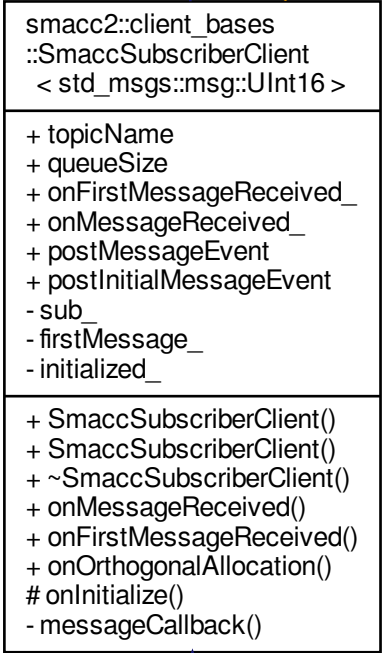 smacc2::client_bases
::SmaccSubscriberClient
< std_msgs::msg::UInt16 >
+ topicName
+ queueSize
+ onFirstMessageReceived_
+ onMessageReceived_
+ postMessageEvent
+ postInitialMessageEvent
- sub_
- firstMessage_
- initialized_
+ SmaccSubscriberClient()
+ SmaccSubscriberClient()
+ ~SmaccSubscriberClient()
+ onMessageReceived()
+ onFirstMessageReceived()
+ onOrthogonalAllocation()
# onInitialize()
- messageCallback()